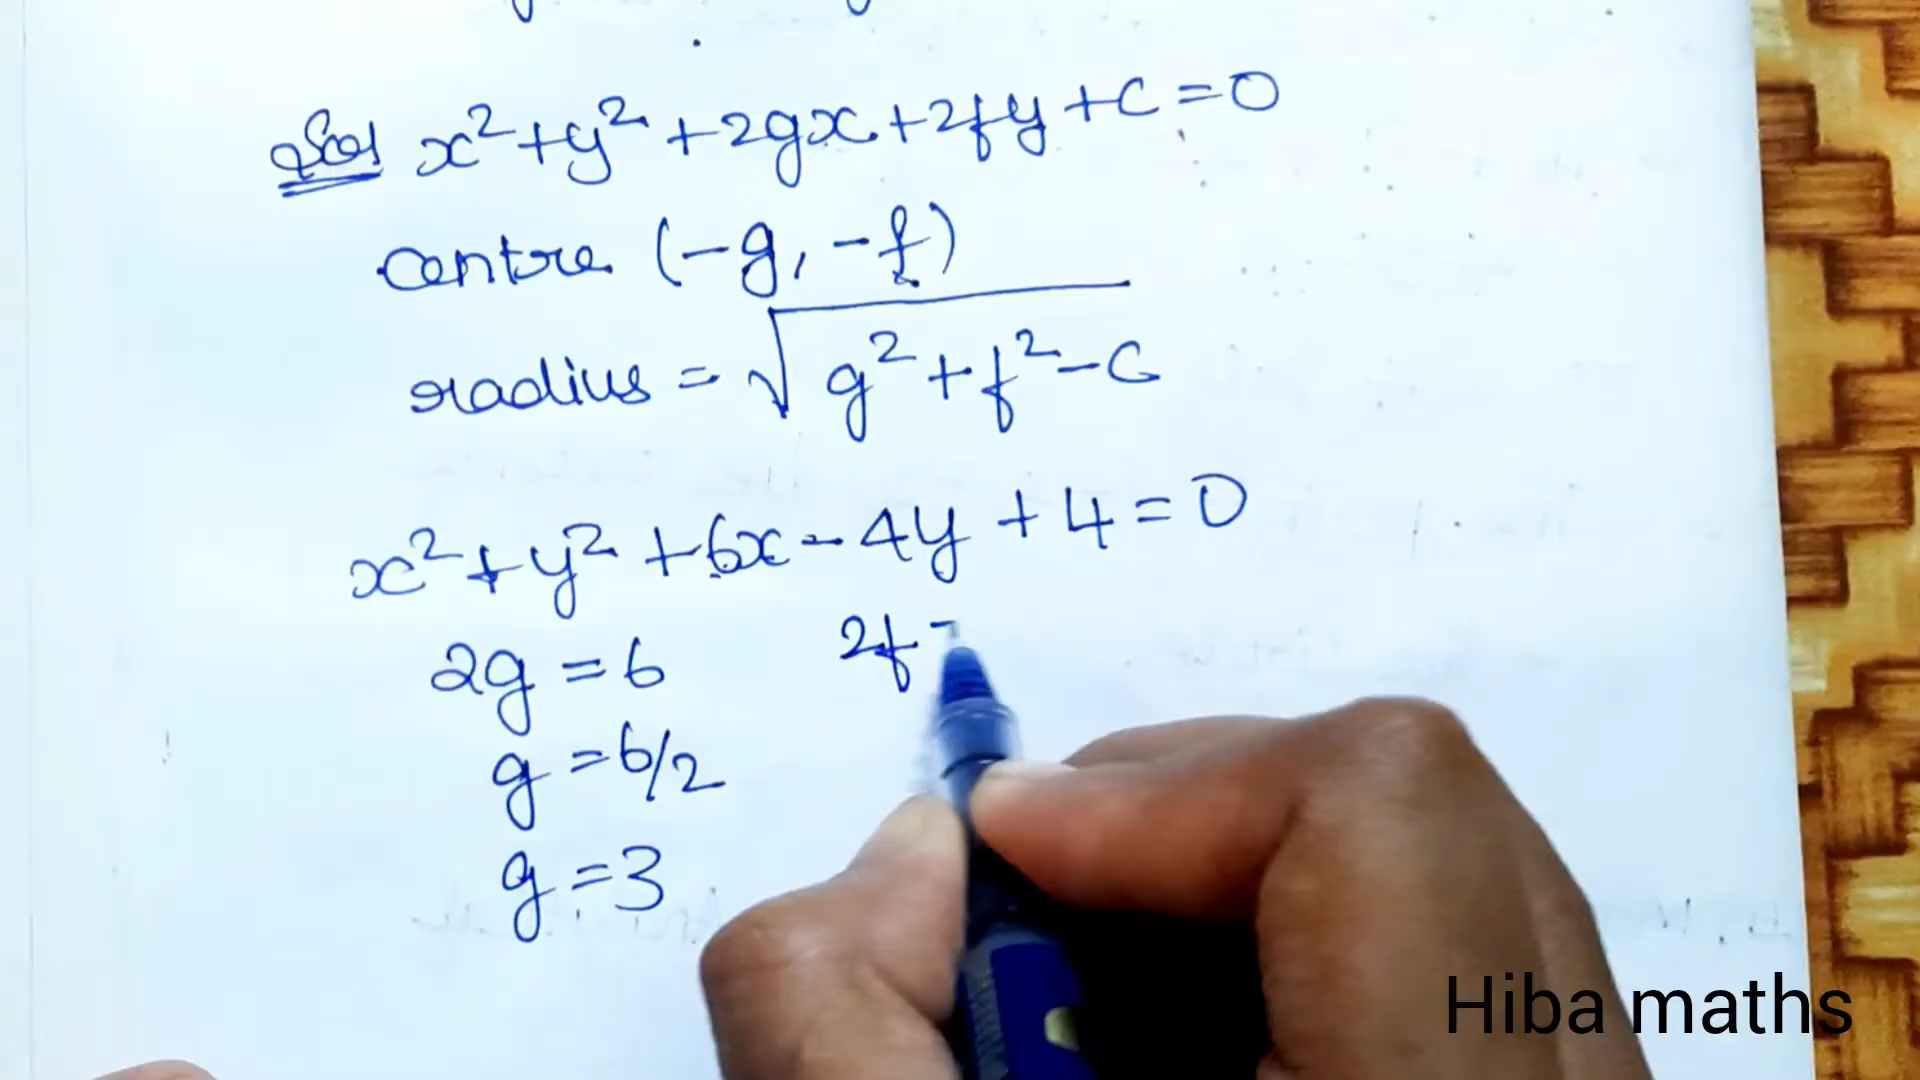 Sol x²+y²+2gx+2fy+c=0
centre (-g, -f)
radius = √g²+f²-c
x²+y²+6x-4y+4=0
2g = 6 2f
g = 6/2
g = 3
Hiba maths